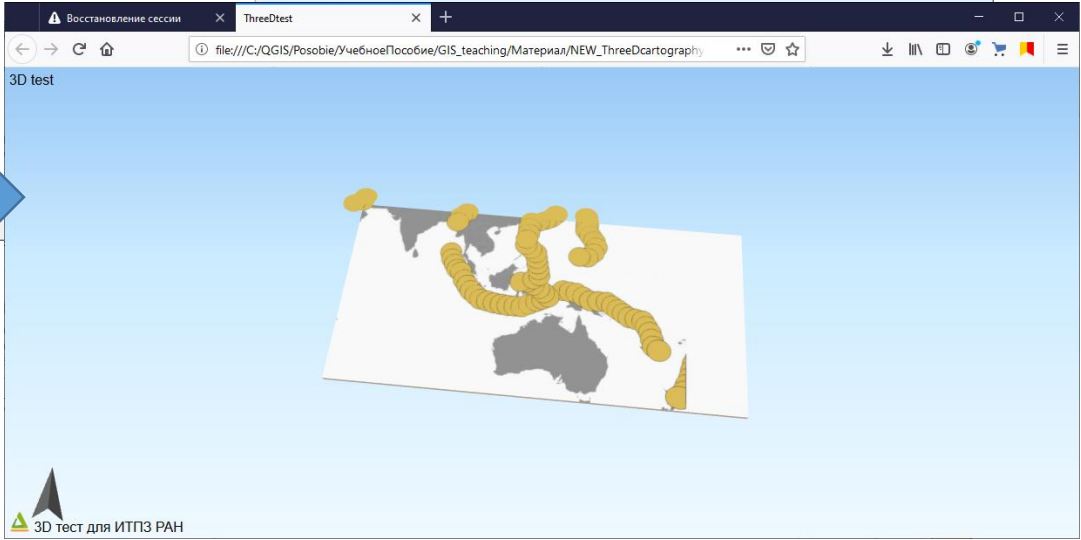 Восстановление сессии
ThreeDtest
file:///C:/QGIS/Posobie/УчебноеПособие/GIS_teaching/Материал/NEW_ThreeDcartography
3D test
3D тест для ИТПЗ РАН